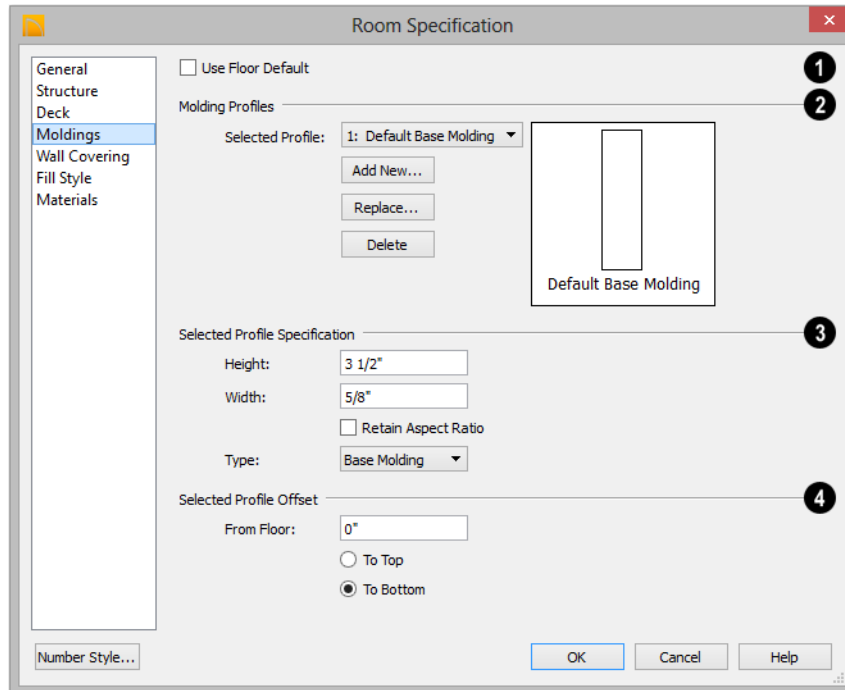 Room Specification
×
General
Structure
Deck
Moldings
Wall Covering
Fill Style
Materials
Use Floor Default
1
Molding Profiles
2
Selected Profile:
1: Default Base Molding
Add New...
Replace...
Delete
Default Base Molding
Selected Profile Specification
3
Height:
3 1/2"
Width:
5/8"
Retain Aspect Ratio
Type:
Base Molding
Selected Profile Offset
4
From Floor:
0"
To Top
To Bottom
Number Style...
OK
Cancel
Help